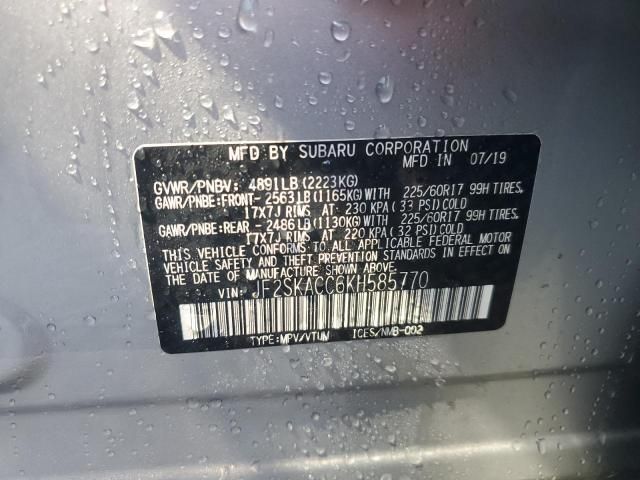 MFD BY SUBARU CORPORATION MFD IN 07/19
GVWR/PNBV: 4891LB(2223KG)
GAWR/PNBE:FRONT- 2563LB(1165KG)WITH 225/60R17 99H TIRES,
17x7J RIMS AT 230 KPA(33 PSI)COLD
GAWR/PNBE:REAR - 2486LB(1130KG)WITH 225/60R17 99H TIRES,
17x7J RIMS AT 220 KPA(32 PSI)COLD
THIS VEHICLE CONFORMS TO ALL APPLICABLE FEDERAL MOTOR
VEHICLE SAFETY AND THEFT PREVENTION STANDARDS IN EFFECT ON
THE DATE OF MANUFACTURE SHOWN ABOVE.
VIN: JF2SKACC6KH585770
TYPE:MPV/VTUM ICES/NMB-002